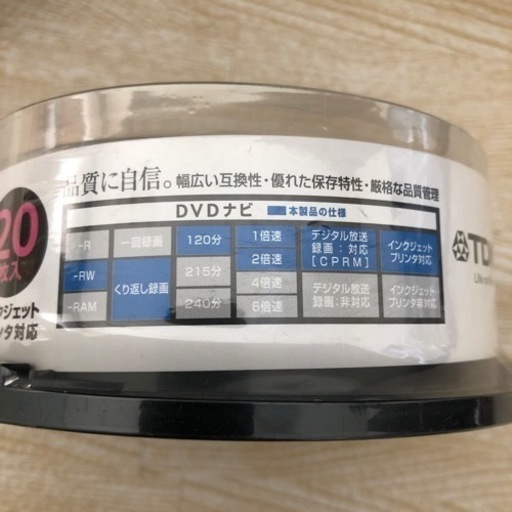 品質に自信。幅広い互換性・優れた保存特性・厳格な品質管理
DVDナビ ■■本製品の仕様
-R 一回録画 120分 1倍速 デジタル放送録画:対応[CPRM] インクジェットプリンタ対応
-RW くり返し録画 215分 2倍速
-RAM 240分 4倍速 デジタル放送録画:非対応 インクジェットプリンタ非対応
6倍速
20
枚入
クジェット
ンタ対応
TD
Life on